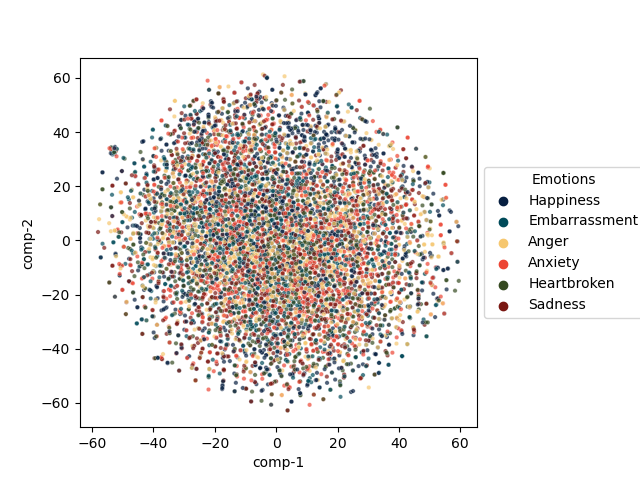 60
40
20
0
−20
−40
−60
comp-2
−60
−40
−20
0
20
40
60
comp-1
Emotions
Happiness
Embarrassment
Anger
Anxiety
Heartbroken
Sadness